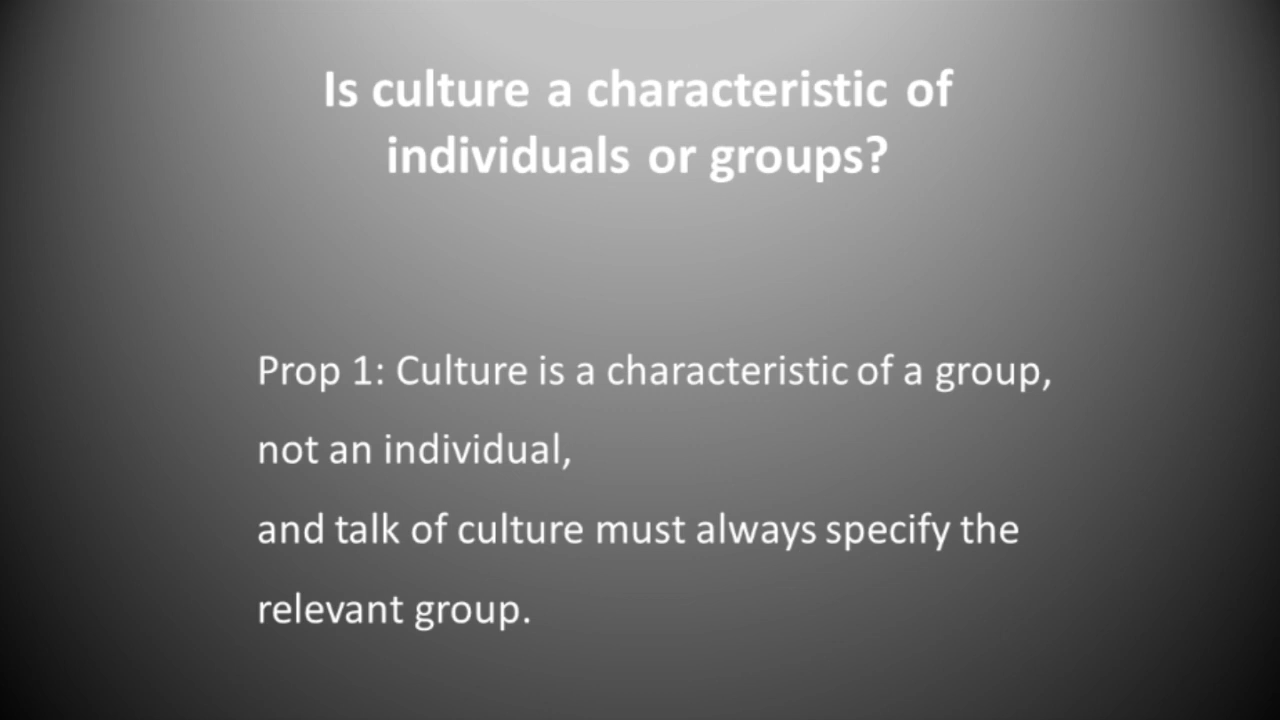 Is culture a characteristic of
individuals or groups?
Prop 1: Culture is a characteristic of a group,
not an individual,
and talk of culture must always specify the
relevant group.